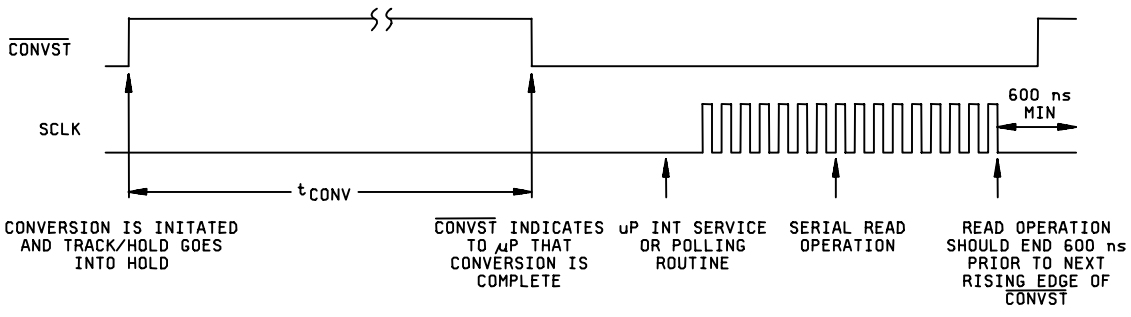 CONVST
600 ns
MIN
SCLK
tCONV
CONVERSION IS INITATED
AND TRACK/HOLD GOES
INTO HOLD
CONVST INDICATES
TO μP THAT
CONVERSION IS
COMPLETE
uP INT SERVICE
OR POLLING
ROUTINE
SERIAL READ
OPERATION
READ OPERATION
SHOULD END 600 ns
PRIOR TO NEXT
RISING EDGE OF
CONVST